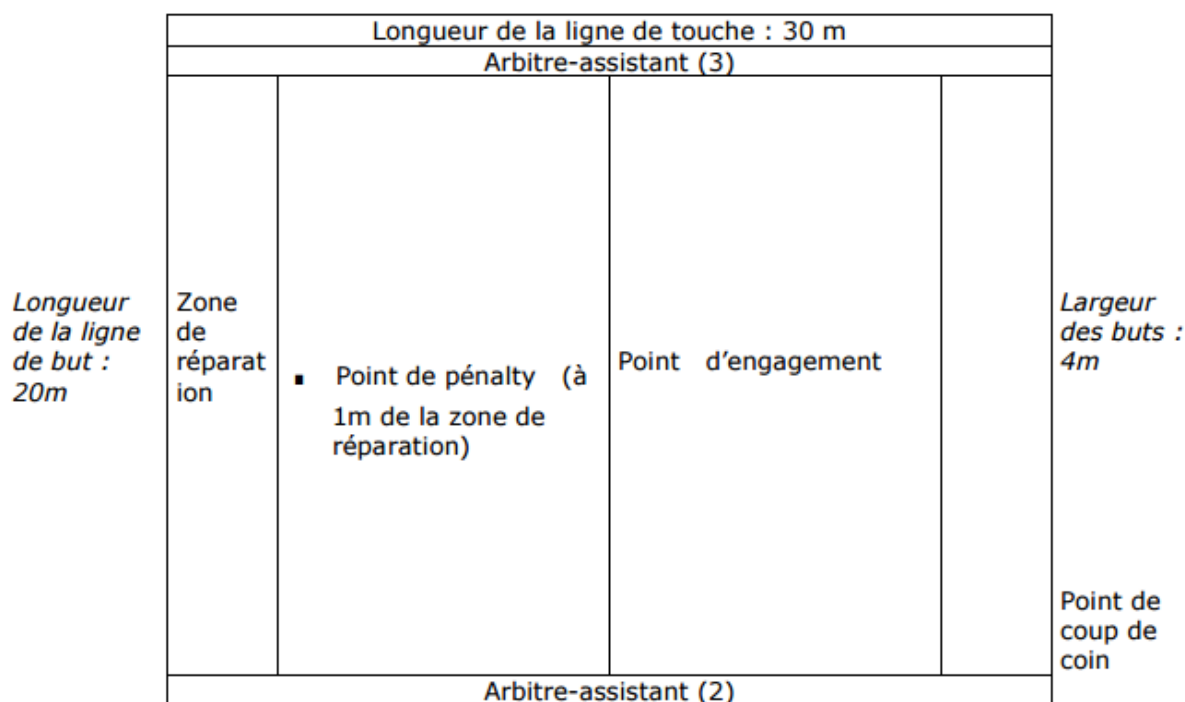 Longueur de la ligne de touche : 30 m
Arbitre-assistant (3)
Longueur
de la ligne
de but :
20m
Zone
de
réparat
ion
▪ Point de pénalty (à
1m de la zone de
réparation)
Point d’engagement
Largeur
des buts :
4m
Point de
coup de
coin
Arbitre-assistant (2)